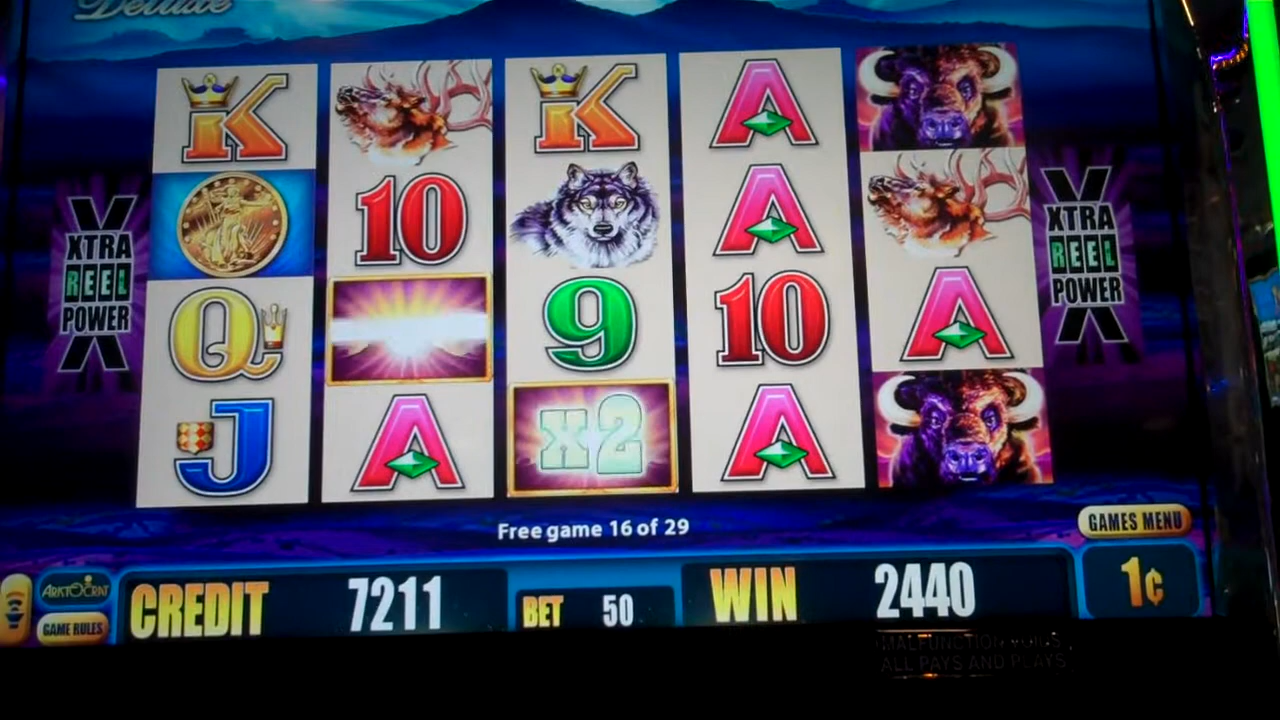 Deluxe
K K A
10 A
Q 9 10 A
J A x2 A
XTRA
REEL
POWER
XTRA
REEL
POWER
Free game 16 of 29
GAMES MENU
ARISTOCRAT
GAME RULES
CREDIT 7211
BET 50
WIN 2440
1¢
MALFUNCTION VOIDS
ALL PAYS AND PLAYS